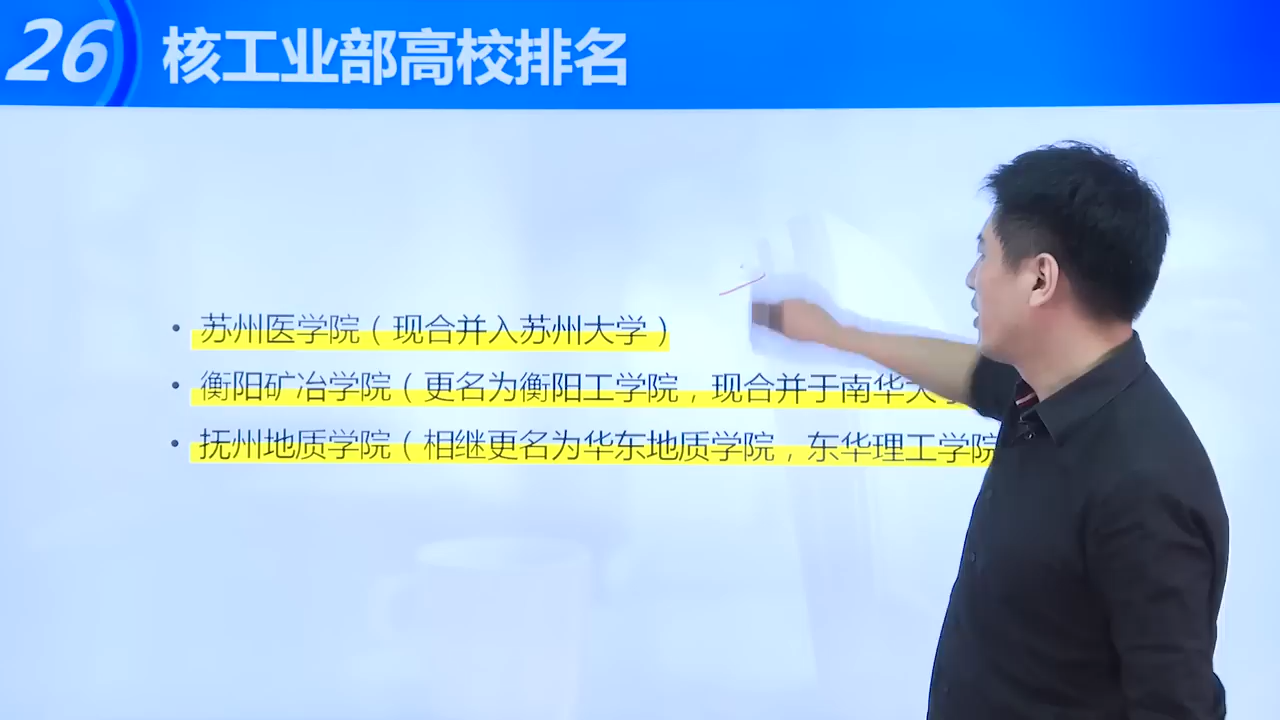 26 核工业部高校排名
• 苏州医学院（现合并入苏州大学）
• 衡阳矿冶学院（更名为衡阳工学院，现合并于南华大
• 抚州地质学院（相继更名为华东地质学院，东华理工学院